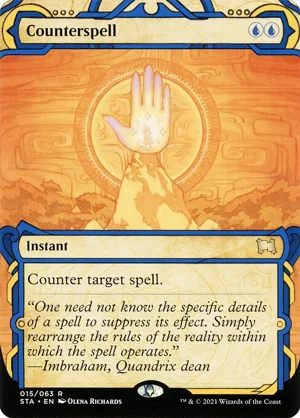 Counterspell
Instant
Counter target spell.
“One need not know the specific details
of a spell to suppress its effect. Simply
rearrange the rules of the reality within
which the spell operates.”
—Imbraham, Quandrix dean
015/063 R
STA • EN Olena Richards
™ & © 2021 Wizards of the Coast